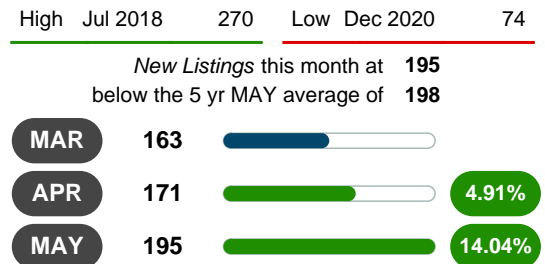 High Jul 2018 270 Low Dec 2020 74
New Listings this month at 195
below the 5 yr MAY average of 198
MAR 163
APR 171 4.91%
MAY 195 14.04%